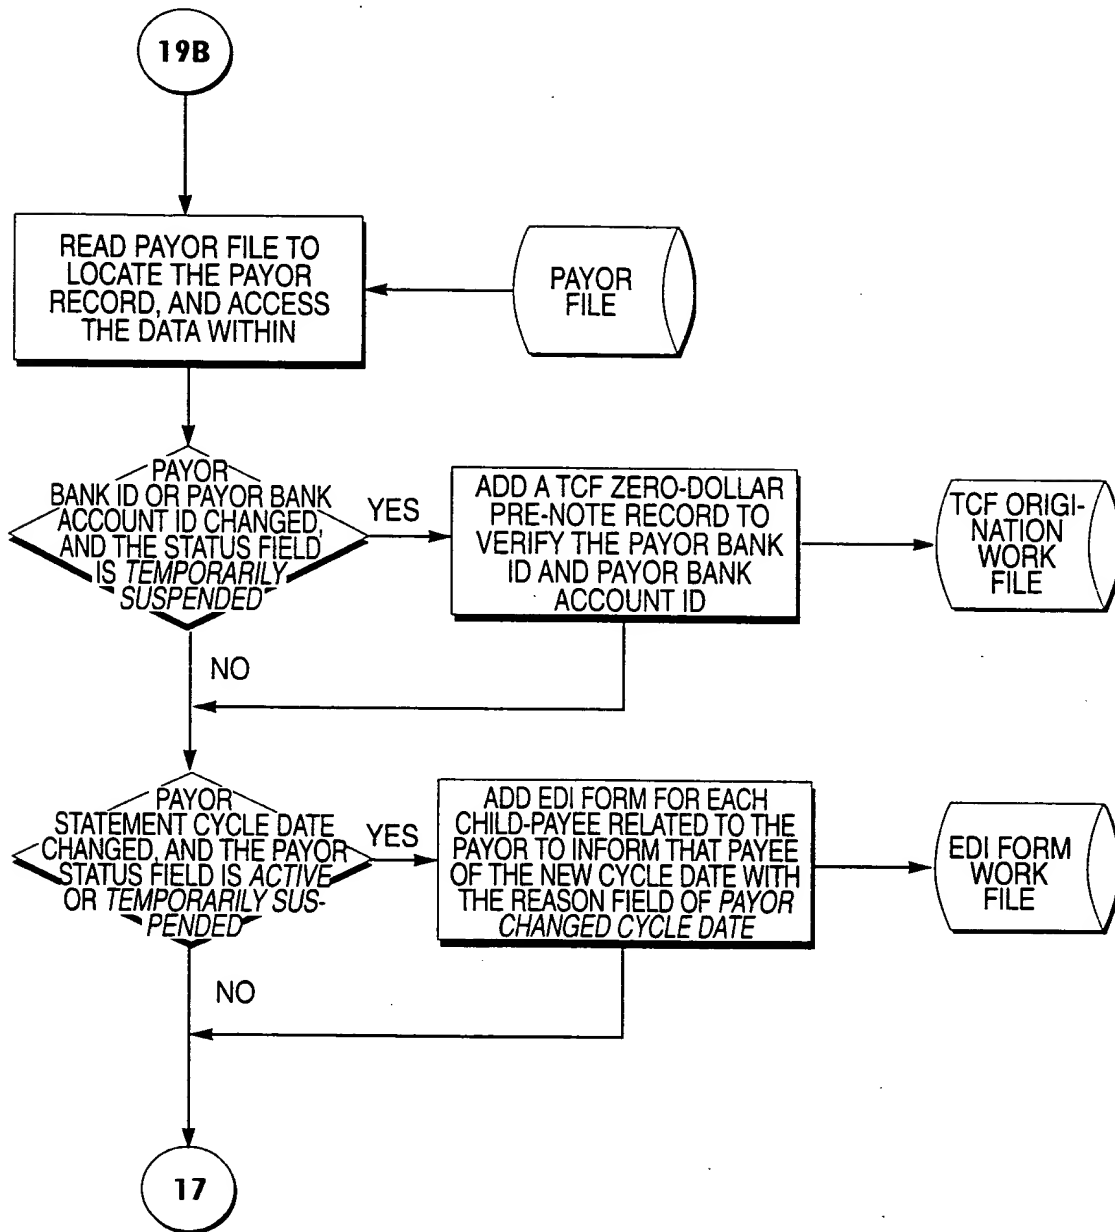 19B
READ PAYOR FILE TO
LOCATE THE PAYOR
RECORD, AND ACCESS
THE DATA WITHIN
PAYOR
FILE
PAYOR
BANK ID OR PAYOR BANK
ACCOUNT ID CHANGED,
AND THE STATUS FIELD
IS TEMPORARILY
SUSPENDED
YES
ADD A TCF ZERO-DOLLAR
PRE-NOTE RECORD TO
VERIFY THE PAYOR BANK
ID AND PAYOR BANK
ACCOUNT ID
TCF ORIGI-
NATION
WORK
FILE
NO
PAYOR
STATEMENT CYCLE DATE
CHANGED, AND THE PAYOR
STATUS FIELD IS ACTIVE
OR TEMPORARILY SUS-
PENDED
YES
ADD EDI FORM FOR EACH
CHILD-PAYEE RELATED TO THE
PAYOR TO INFORM THAT PAYEE
OF THE NEW CYCLE DATE WITH
THE REASON FIELD OF PAYOR
CHANGED CYCLE DATE
EDI FORM
WORK
FILE
NO
17